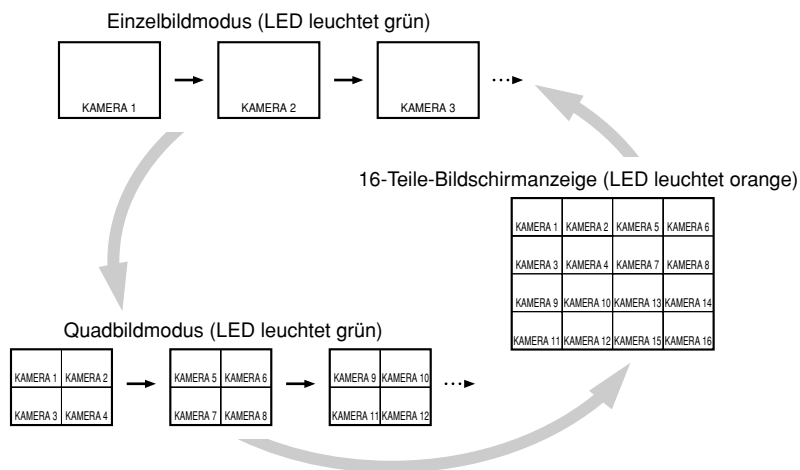 Einzelbildmodus (LED leuchtet grün)
KAMERA 1
KAMERA 2
KAMERA 3
16-Teile-Bildschirmanzeige (LED leuchtet orange)
KAMERA 1 KAMERA 2 KAMERA 5 KAMERA 6
KAMERA 3 KAMERA 4 KAMERA 7 KAMERA 8
KAMERA 9 KAMERA 10 KAMERA 13 KAMERA 14
KAMERA 11 KAMERA 12 KAMERA 15 KAMERA 16
Quadbildmodus (LED leuchtet grün)
KAMERA 1 KAMERA 2
KAMERA 3 KAMERA 4
KAMERA 5 KAMERA 6
KAMERA 7 KAMERA 8
KAMERA 9 KAMERA 10
KAMERA 11 KAMERA 12